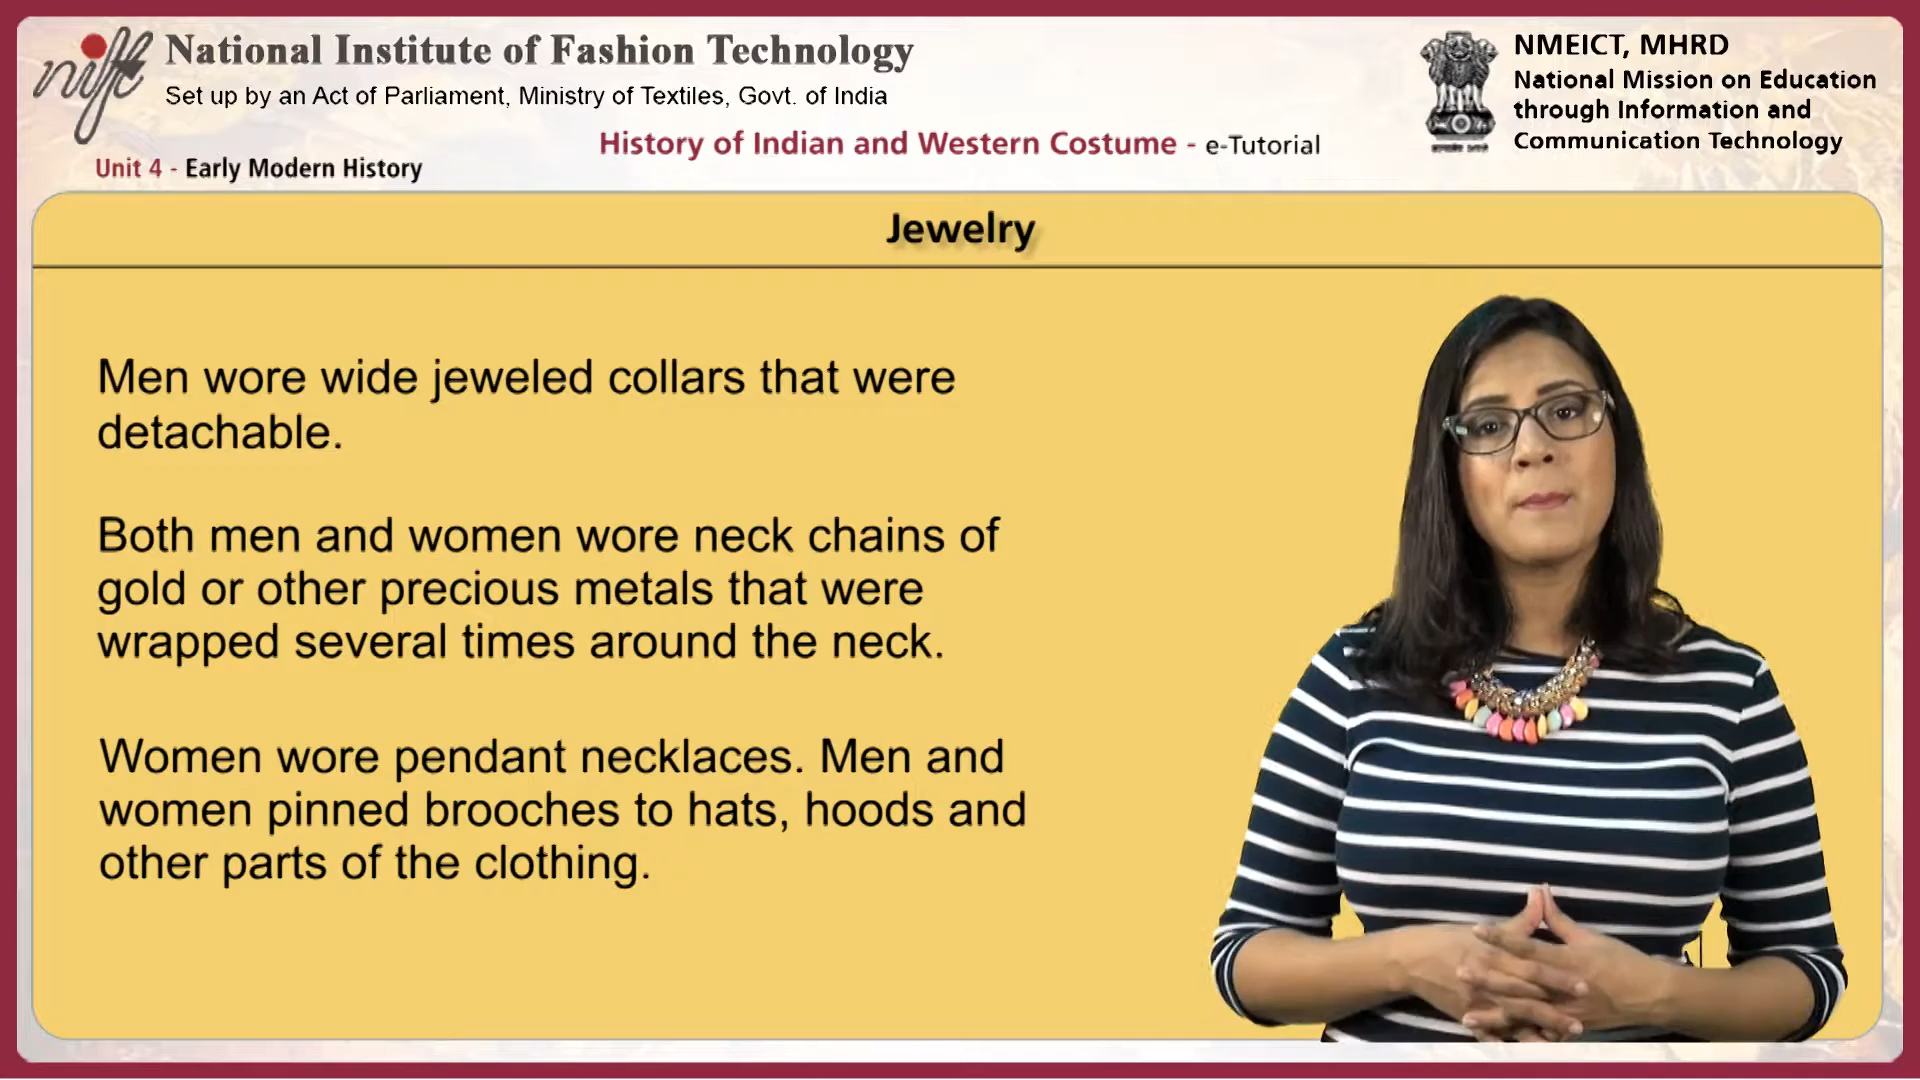 nift
National Institute of Fashion Technology
Set up by an Act of Parliament, Ministry of Textiles, Govt. of India
NMEICT, MHRD
National Mission on Education
through Information and
Communication Technology
History of Indian and Western Costume - e-Tutorial
Unit 4 - Early Modern History
Jewelry
Men wore wide jeweled collars that were
detachable.
Both men and women wore neck chains of
gold or other precious metals that were
wrapped several times around the neck.
Women wore pendant necklaces. Men and
women pinned brooches to hats, hoods and
other parts of the clothing.